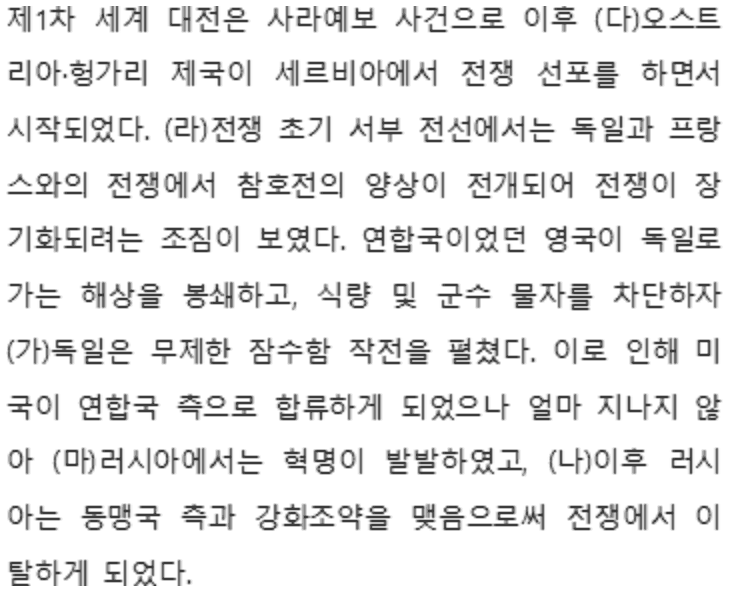 제1차 세계 대전은 사라예보 사건으로 이후 (다)오스트
리아·헝가리 제국이 세르비아에서 전쟁 선포를 하면서
시작되었다. (라)전쟁 초기 서부 전선에서는 독일과 프랑
스와의 전쟁에서 참호전의 양상이 전개되어 전쟁이 장
기화되려는 조짐이 보였다. 연합국이었던 영국이 독일로
가는 해상을 봉쇄하고, 식량 및 군수 물자를 차단하자
(가)독일은 무제한 잠수함 작전을 펼쳤다. 이로 인해 미
국이 연합국 측으로 합류하게 되었으나 얼마 지나지 않
아 (마)러시아에서는 혁명이 발발하였고, (나)이후 러시
아는 동맹국 측과 강화조약을 맺음으로써 전쟁에서 이
탈하게 되었다.